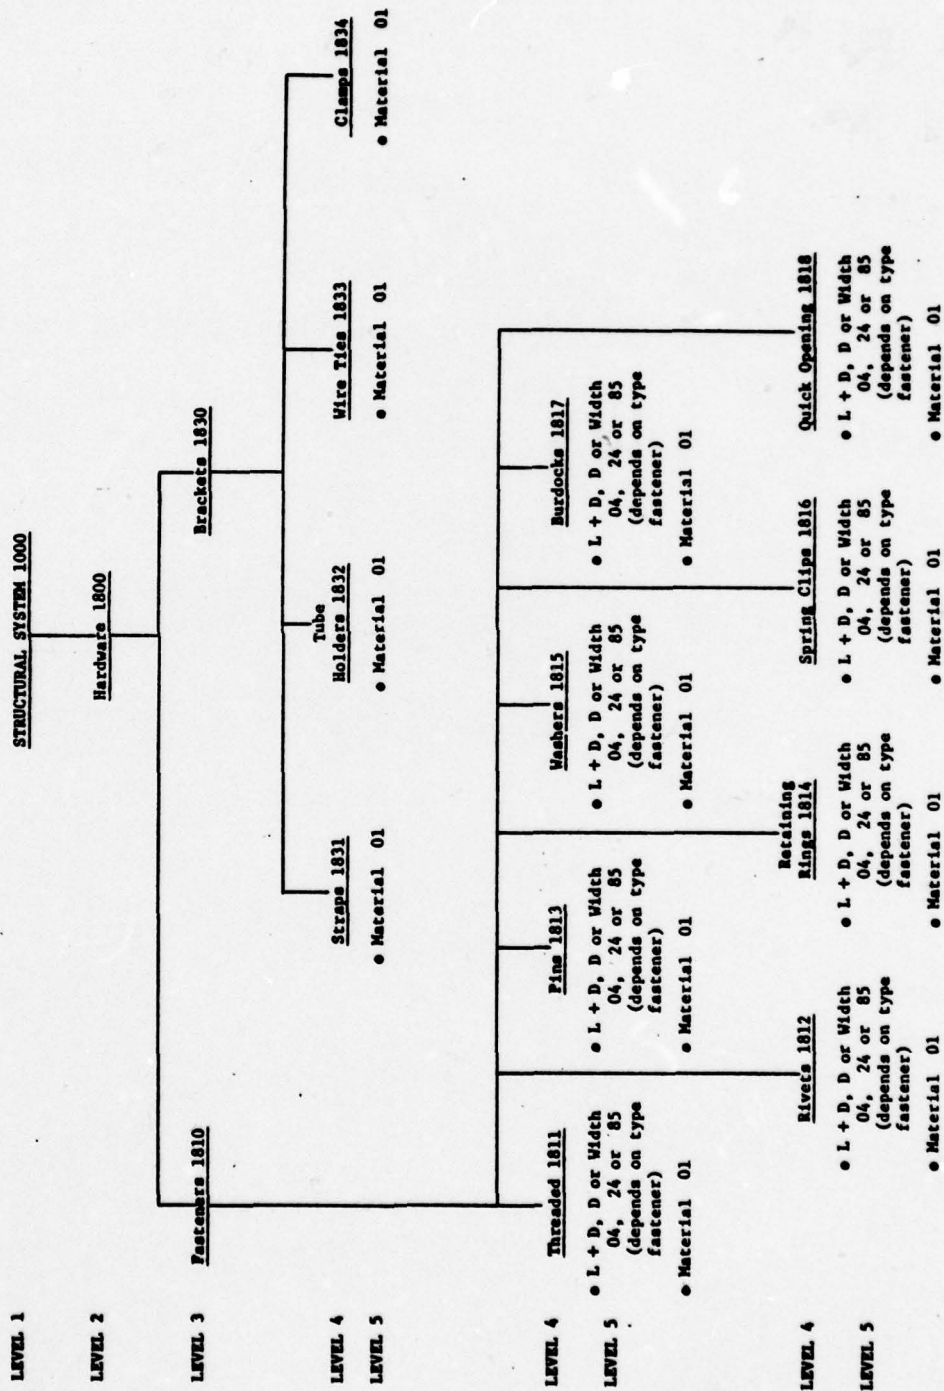 LEVEL 1
STRUCTURAL SYSTEM 1000
LEVEL 2
Hardware 1800
LEVEL 3
Fasteners 1810
Brackets 1830
LEVEL 4
Straps 1831
Tube
Holders 1832
Wire Ties 1833
Clamps 1834
LEVEL 5
• Material 01
• Material 01
• Material 01
• Material 01
LEVEL 4
Threaded 1811
Pins 1813
Washers 1815
Burdocks 1817
LEVEL 5
• L + D, D or Width
04, 24 or 85
(depends on type
fastener)
• Material 01
• L + D, D or Width
04, 24 or 85
(depends on type
fastener)
• Material 01
• L + D, D or Width
04, 24 or 85
(depends on type
fastener)
• Material 01
• L + D, D or Width
04, 24 or 85
(depends on type
fastener)
• Material 01
LEVEL 4
Rivets 1812
Retaining
Rings 1814
Spring Clips 1816
Quick Opening 1818
LEVEL 5
• L + D, D or Width
04, 24 or 85
(depends on type
fastener)
• Material 01
• L + D, D or Width
04, 24 or 85
(depends on type
fastener)
• Material 01
• L + D, D or Width
04, 24 or 85
(depends on type
fastener)
• Material 01
• L + D, D or Width
04, 24 or 85
(depends on type
fastener)
• Material 01